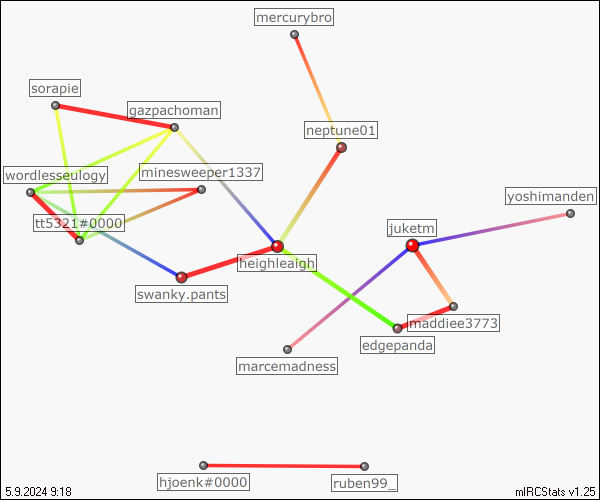 mercurybro
sorapie
gazpachoman
neptune01
wordlesseulogy
minesweeper1337
yoshimanden
tt5321#0000
juketm
heighleaigh
swanky.pants
maddiee3773
edgepanda
marcemadness
hjoenk#0000
ruben99_
5.9.2024 9:18
mIRCStats v1.25